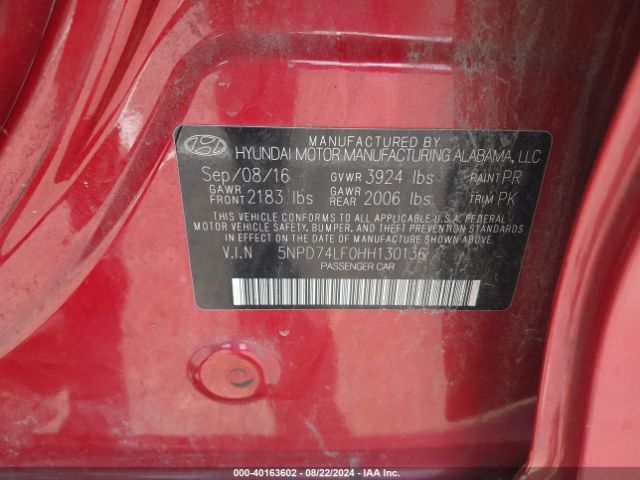 MANUFACTURED BY
HYUNDAI MOTOR MANUFACTURING ALABAMA, LLC
Sep/08/16 GVWR 3924 lbs PAINT PR
GAWR FRONT 2183 lbs GAWR REAR 2006 lbs TRIM PK
THIS VEHICLE CONFORMS TO ALL APPLICABLE U.S.A. FEDERAL
MOTOR VEHICLE SAFETY, BUMPER, AND THEFT PREVENTION STANDARDS
IN EFFECT ON THE DATE OF MANUFACTURE SHOWN ABOVE.
V.I.N 5NPD74LF0HH130136
PASSENGER CAR
000-40163602 - 08/22/2024 - IAA Inc.